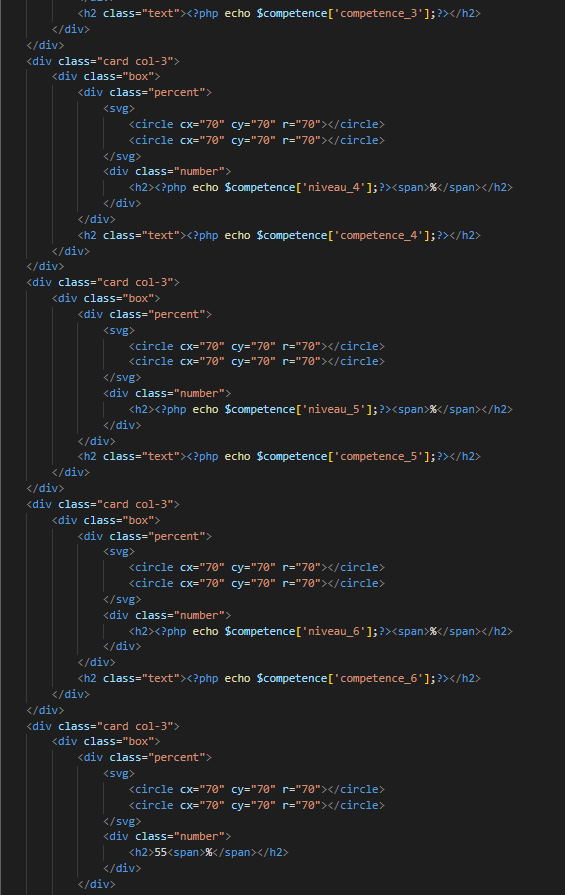 </div>
<h2 class="text"><?php echo $competence['competence_3'];?></h2>
</div>
</div>
<div class="card col-3">
<div class="box">
<div class="percent">
<svg>
<circle cx="70" cy="70" r="70"></circle>
<circle cx="70" cy="70" r="70"></circle>
</svg>
<div class="number">
<h2><?php echo $competence['niveau_4'];?><span>%</span></h2>
</div>
</div>
<h2 class="text"><?php echo $competence['competence_4'];?></h2>
</div>
</div>
<div class="card col-3">
<div class="box">
<div class="percent">
<svg>
<circle cx="70" cy="70" r="70"></circle>
<circle cx="70" cy="70" r="70"></circle>
</svg>
<div class="number">
<h2><?php echo $competence['niveau_5'];?><span>%</span></h2>
</div>
</div>
<h2 class="text"><?php echo $competence['competence_5'];?></h2>
</div>
</div>
<div class="card col-3">
<div class="box">
<div class="percent">
<svg>
<circle cx="70" cy="70" r="70"></circle>
<circle cx="70" cy="70" r="70"></circle>
</svg>
<div class="number">
<h2><?php echo $competence['niveau_6'];?><span>%</span></h2>
</div>
</div>
<h2 class="text"><?php echo $competence['competence_6'];?></h2>
</div>
</div>
<div class="card col-3">
<div class="box">
<div class="percent">
<svg>
<circle cx="70" cy="70" r="70"></circle>
<circle cx="70" cy="70" r="70"></circle>
</svg>
<div class="number">
<h2>55<span>%</span></h2>
</div>
</div>